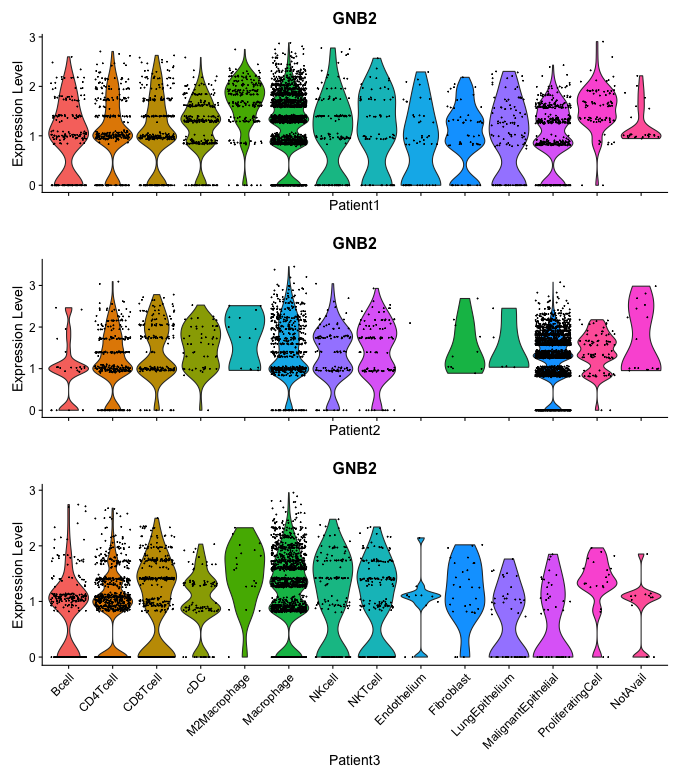 GNB2
Expression Level
3
2
1
0
Patient1
GNB2
Expression Level
3
2
1
0
Patient2
GNB2
Expression Level
3
2
1
0
Bcell
CD4Tcell
CD8Tcell
cDC
M2Macrophage
Macrophage
NKcell
NKTcell
Endothelium
Fibroblast
LungEpithelium
MalignantEpithelial
ProliferatingCell
NotAvail
Patient3